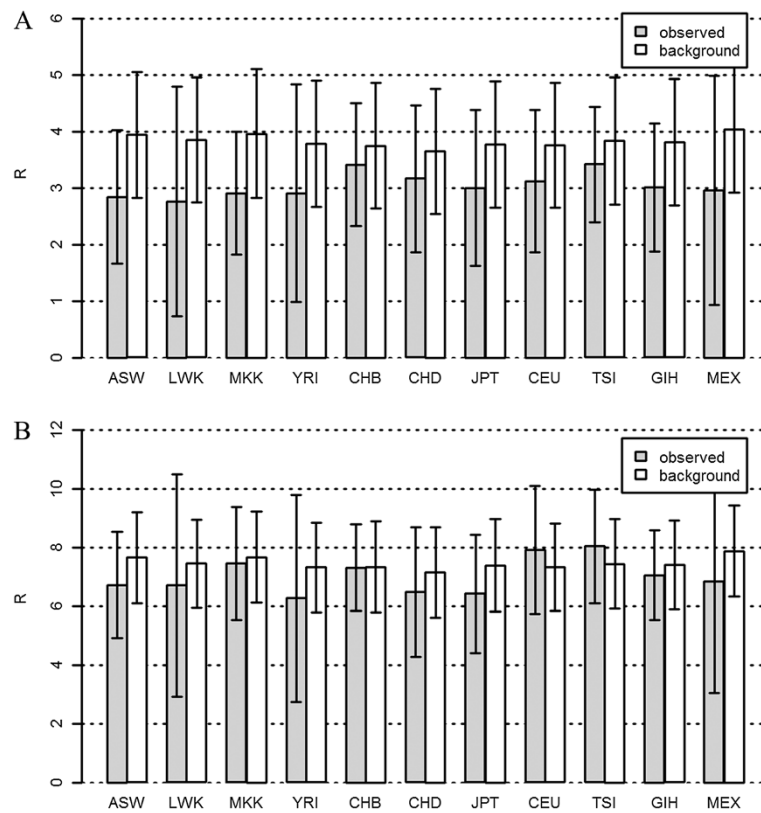 A
6
5
4
3
2
1
0
R
observed
background
ASW LWK MKK YRI CHB CHD JPT CEU TSI GIH MEX
B
12
10
8
6
4
2
0
R
observed
background
ASW LWK MKK YRI CHB CHD JPT CEU TSI GIH MEX